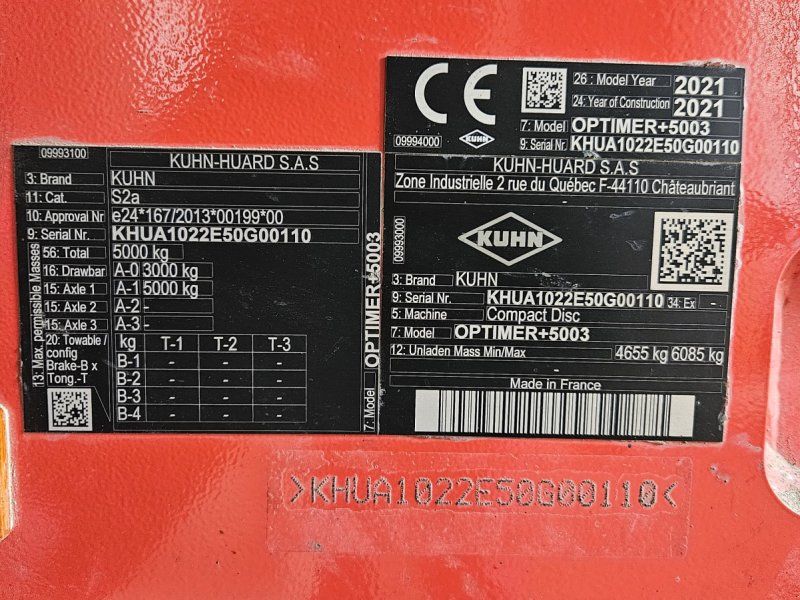 09993100
KUHN-HUARD S.A.S
3: Brand KUHN
11: Cat. S2a
10: Approval Nr e24*167/2013*00199*00
9: Serial Nr. KHUA1022E50G00110
13: Max. permissible Masses
56: Total 5000 kg
16: Drawbar A-0 3000 kg
15: Axle 1 A-1 5000 kg
15: Axle 2 A-2 -
15: Axle 3 A-3 -
20: Towable / config Brake-B x Tong.-T
kg T-1 T-2 T-3
B-1 - - -
B-2 - - -
B-3 - - -
B-4 - - -
7: Model OPTIMER+5003
CE
09994000
KUHN
26 : Model Year 2021
24: Year of Construction 2021
7: Model OPTIMER+5003
9: Serial Nr. KHUA1022E50G00110
KUHN-HUARD S.A.S
Zone Industrielle 2 rue du Québec F-44110 Châteaubriant
09993000
KUHN
3: Brand KUHN
9: Serial Nr. KHUA1022E50G00110 34: Ex -
5: Machine Compact Disc
7: Model OPTIMER+5003
12: Unladen Mass Min/Max 4655 kg 6085 kg
Made in France
>KHUA1022E50G00110<